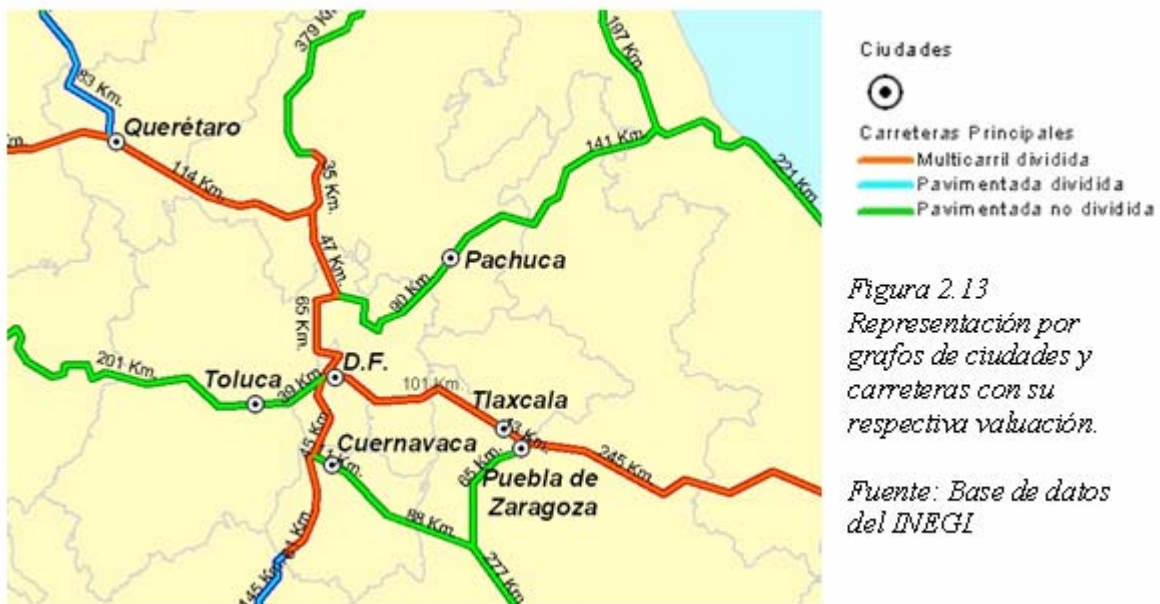 379 Km.
197 Km.
83 Km.
Querétaro
141 Km.
114 Km.
35 Km.
221 Km.
47 Km.
Pachuca
90 Km.
65 Km.
201 Km.
D.F.
Toluca
39 Km.
101 Km.
Tlaxcala
45 Km.
Cuernavaca
65 Km.
Puebla de
Zaragoza
245 Km.
88 Km.
277 Km.
145 Km.
Ciudades
Carreteras Principales
Multicarril dividida
Pavimentada dividida
Pavimentada no dividida
Figura 2.13
Representación por
grafos de ciudades y
carreteras con su
respectiva valuación.
Fuente: Base de datos
del INEGI